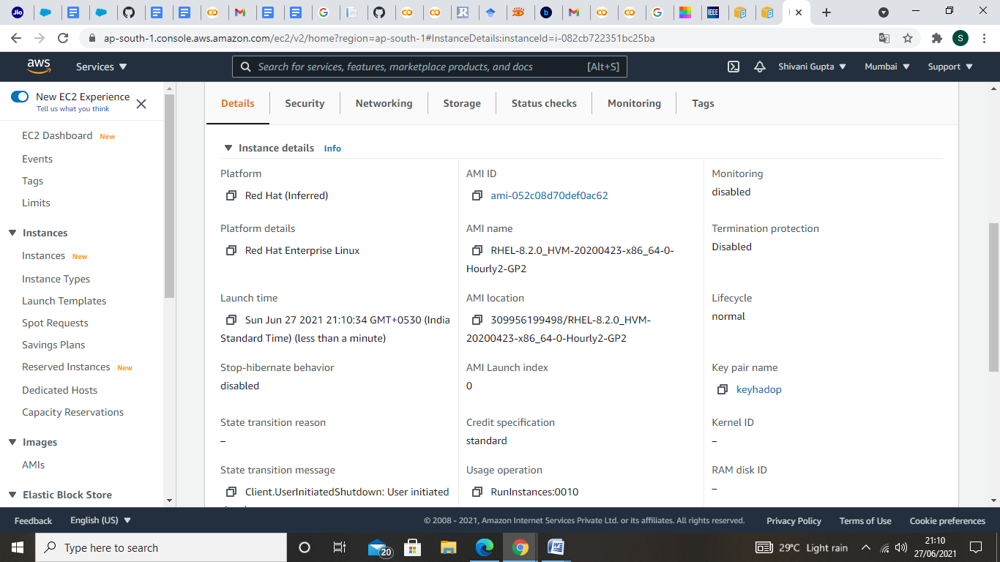 Jio
ap-south-1.console.aws.amazon.com/ec2/v2/home?region=ap-south-1#InstanceDetails:instanceId=i-082cb722351bc25ba
S
aws
Services
Search for services, features, marketplace products, and docs
[Alt+S]
Shivani Gupta
Mumbai
Support
New EC2 Experience
Tell us what you think
EC2 Dashboard New
Events
Tags
Limits
Instances
Instances New
Instance Types
Launch Templates
Spot Requests
Savings Plans
Reserved Instances New
Dedicated Hosts
Capacity Reservations
Images
AMIs
Elastic Block Store
Details
Security
Networking
Storage
Status checks
Monitoring
Tags
Instance details Info
Platform
Red Hat (Inferred)
AMI ID
ami-052c08d70def0ac62
Monitoring
disabled
Platform details
Red Hat Enterprise Linux
AMI name
RHEL-8.2.0_HVM-20200423-x86_64-0-
Hourly2-GP2
Termination protection
Disabled
Launch time
Sun Jun 27 2021 21:10:34 GMT+0530 (India
Standard Time) (less than a minute)
AMI location
309956199498/RHEL-8.2.0_HVM-
20200423-x86_64-0-Hourly2-GP2
Lifecycle
normal
Stop-hibernate behavior
disabled
AMI Launch index
0
Key pair name
keyhadop
State transition reason
–
Credit specification
standard
Kernel ID
–
State transition message
Client.UserInitiatedShutdown: User initiated
Usage operation
RunInstances:0010
RAM disk ID
–
Feedback
English (US)
© 2008 - 2021, Amazon Internet Services Private Ltd. or its affiliates. All rights reserved.
Privacy Policy
Terms of Use
Cookie preferences
Type here to search
20
29°C Light rain
21:10
27/06/2021